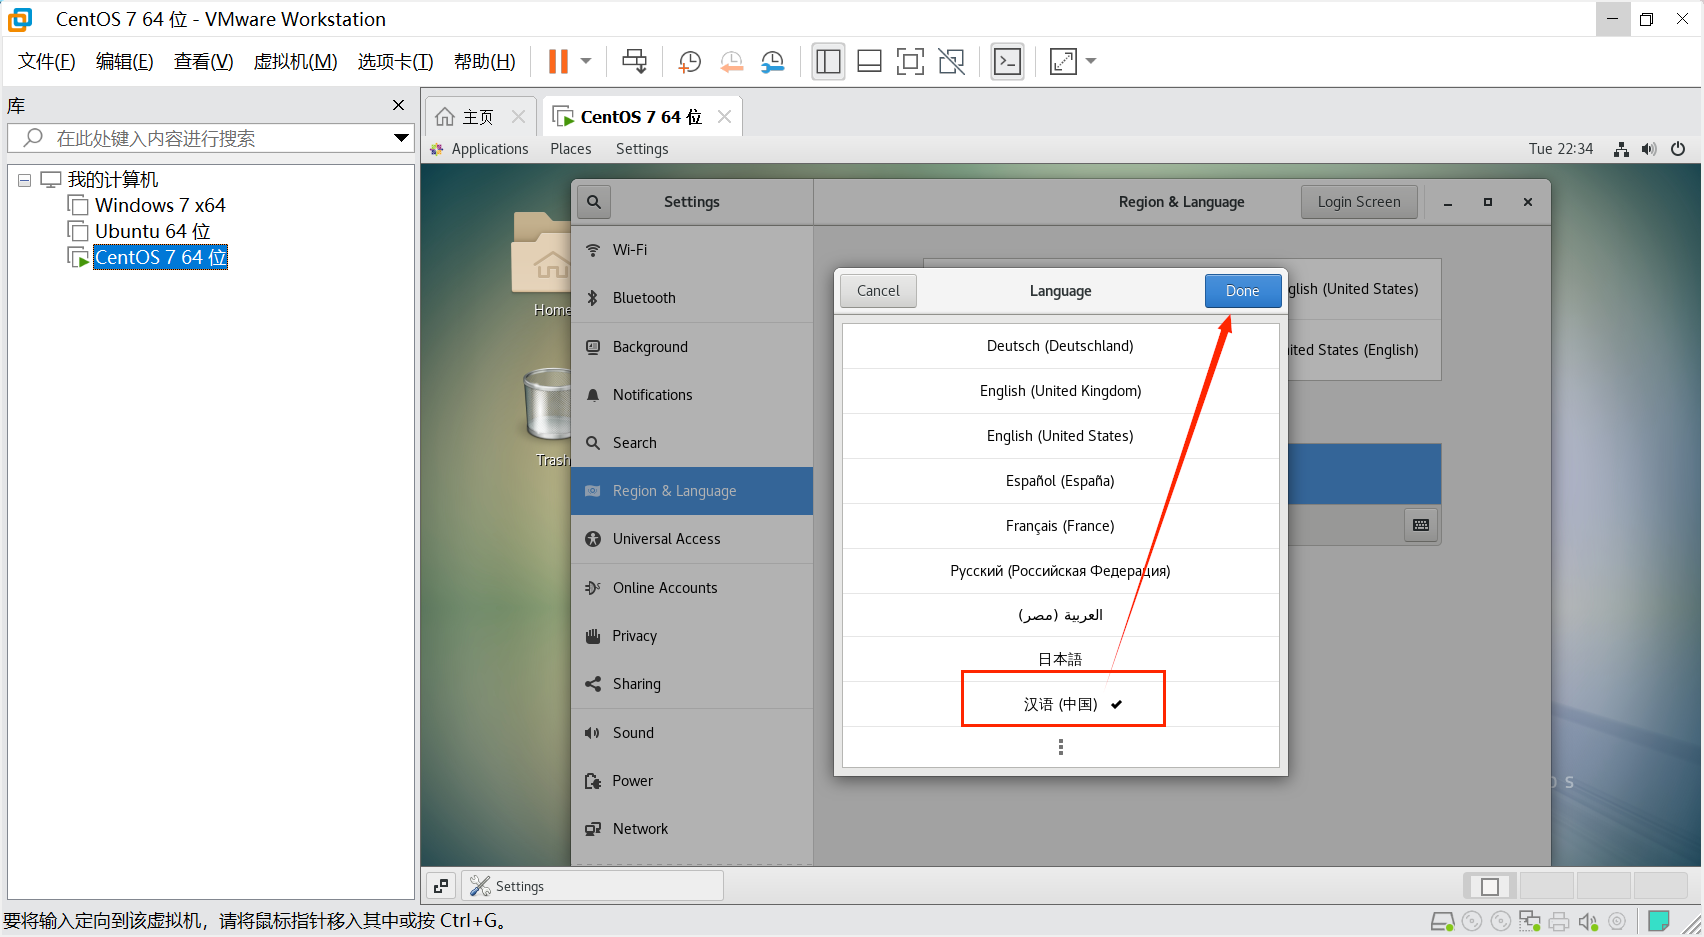 CentOS 7 64 位 - VMware Workstation
文件(F) 编辑(E) 查看(V) 虚拟机(M) 选项卡(T) 帮助(H)
库
在此处键入内容进行搜索
我的计算机
Windows 7 x64
Ubuntu 64 位
CentOS 7 64 位
主页
CentOS 7 64 位
Applications Places Settings
Tue 22:34
Home
Trash
Settings
Region & Language
Login Screen
Wi-Fi
Bluetooth
Background
Notifications
Search
Region & Language
Universal Access
Online Accounts
Privacy
Sharing
Sound
Power
Network
glish (United States)
ited States (English)
Cancel
Language
Done
Deutsch (Deutschland)
English (United Kingdom)
English (United States)
Español (España)
Français (France)
Русский (Российская Федерация)
العربية (مصر)
日本語
汉语 (中国)
O S
Settings
要将输入定向到该虚拟机，请将鼠标指针移入其中或按 Ctrl+G。